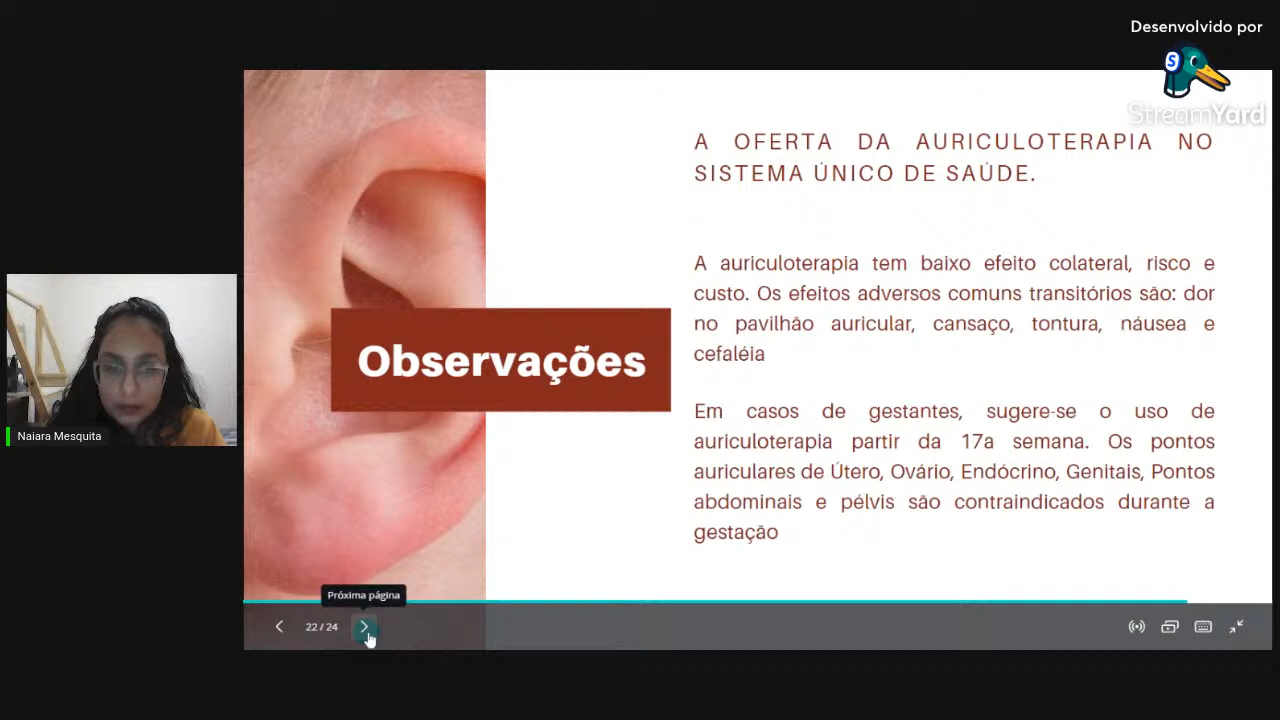 Desenvolvido por
StreamYard
A OFERTA DA AURICULOTERAPIA NO
SISTEMA ÚNICO DE SAÚDE.
A auriculoterapia tem baixo efeito colateral, risco e
custo. Os efeitos adversos comuns transitórios são: dor
no pavilhão auricular, cansaço, tontura, náusea e
cefaléia
Observações
Em casos de gestantes, sugere-se o uso de
auriculoterapia partir da 17a semana. Os pontos
auriculares de Útero, Ovário, Endócrino, Genitais, Pontos
abdominais e pélvis são contraindicados durante a
gestação
Naiara Mesquita
Próxima página
22 / 24